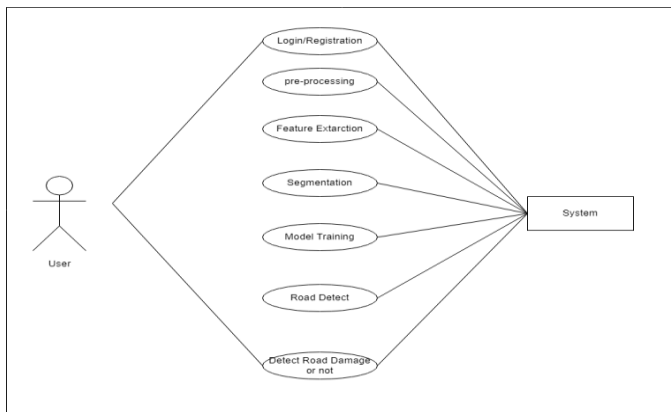 Login/Registration
pre-processing
Feature Extarction
Segmentation
System
Model Training
User
Road Detect
Detect Road Damage
or not